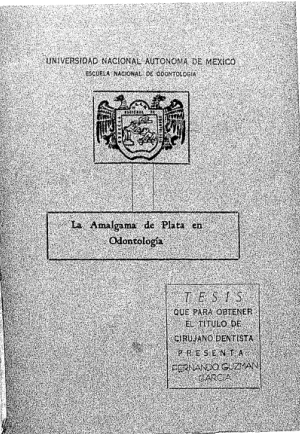 UNIVERSIDAD NACIONAL AUTONOMA DE MEXICO
ESCUELA NACIONAL DE ODONTOLOGIA
La Amalgama de Plata en
Odontología
TESIS
QUE PARA OBTENER
EL TITULO DE
CIRUJANO DENTISTA
PRESENTA
FERNANDO GUZMAN
GARCIA